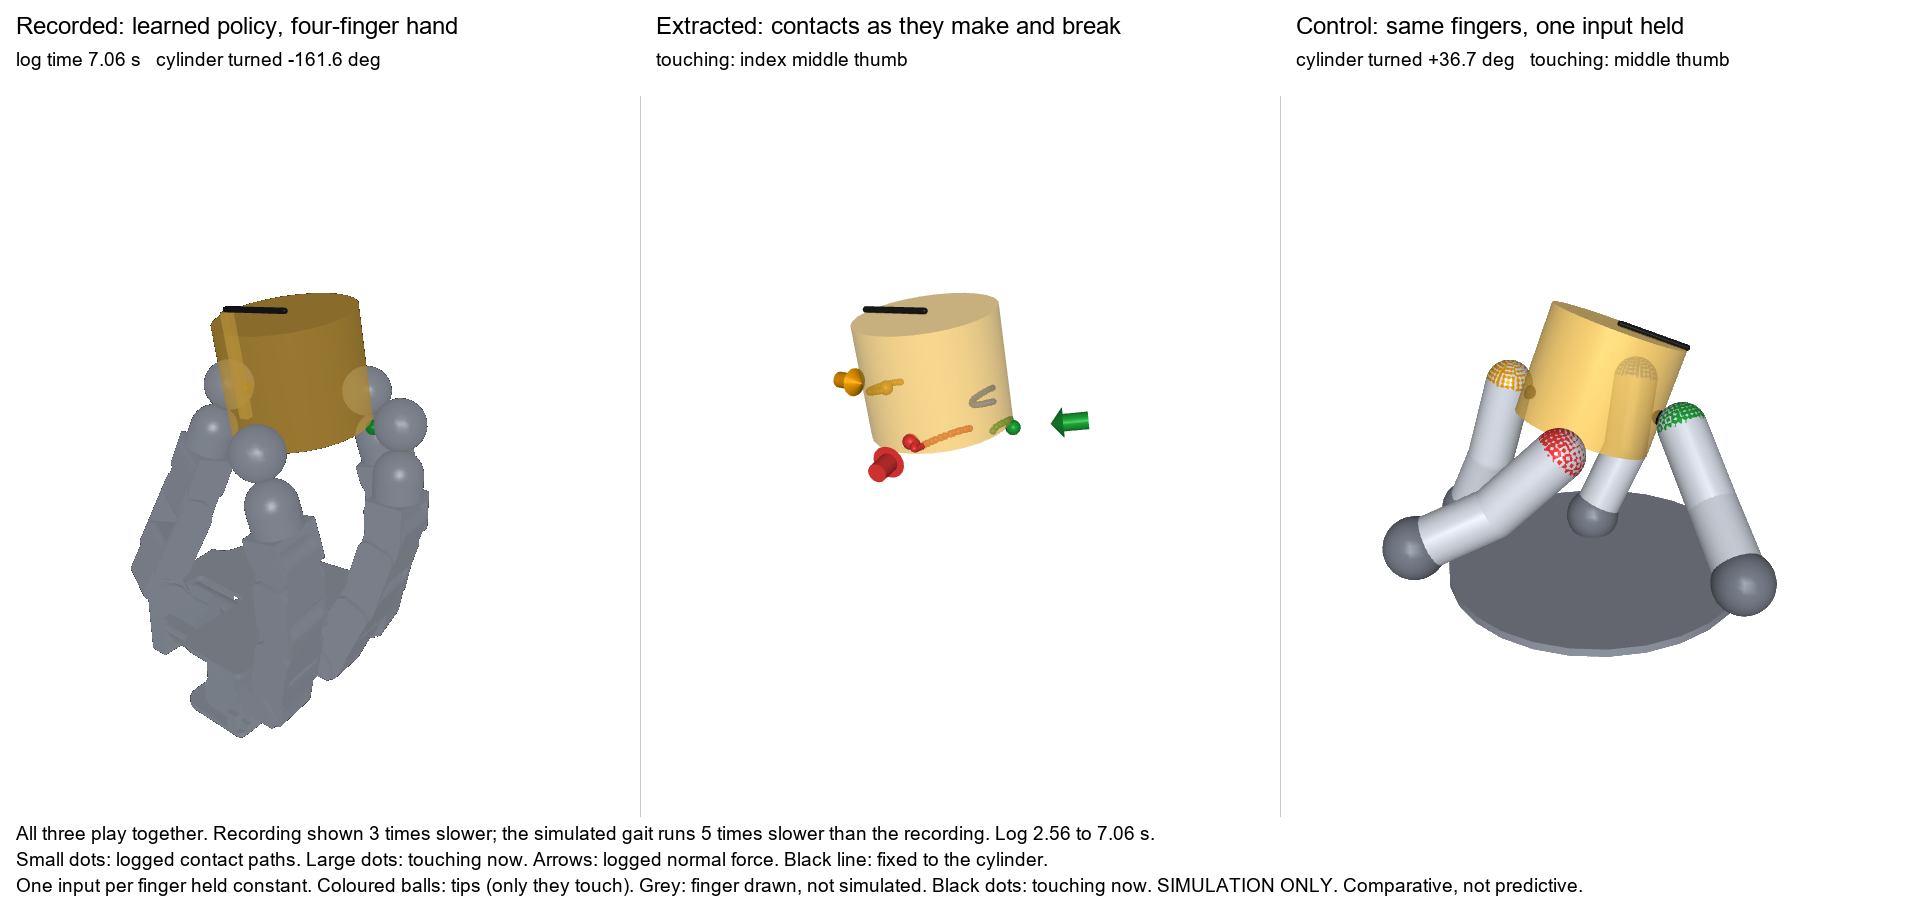 Recorded: learned policy, four-finger hand
log time 7.06 s   cylinder turned -161.6 deg
Extracted: contacts as they make and break
touching: index middle thumb
Control: same fingers, one input held
cylinder turned +36.7 deg   touching: middle thumb
All three play together. Recording shown 3 times slower; the simulated gait runs 5 times slower than the recording. Log 2.56 to 7.06 s.
Small dots: logged contact paths. Large dots: touching now. Arrows: logged normal force. Black line: fixed to the cylinder.
One input per finger held constant. Coloured balls: tips (only they touch). Grey: finger drawn, not simulated. Black dots: touching now. SIMULATION ONLY. Comparative, not predictive.